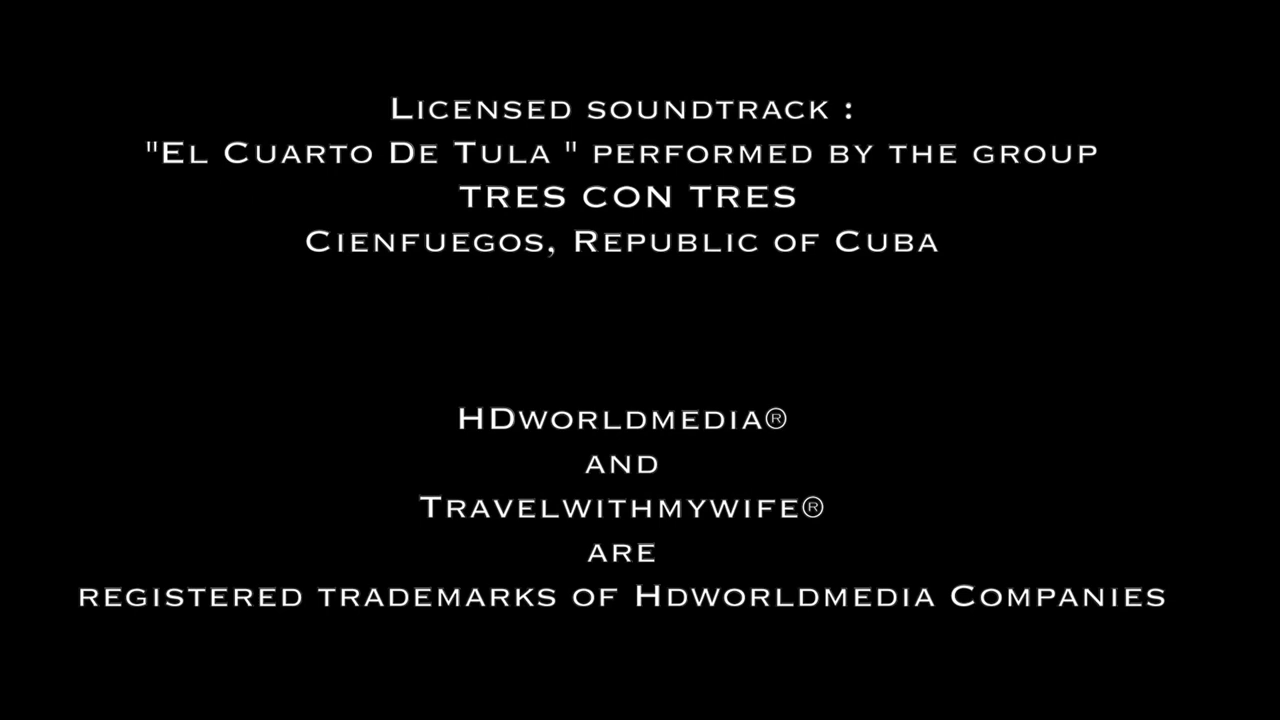 Licensed soundtrack :
"El Cuarto De Tula " performed by the group
TRES CON TRES
Cienfuegos, Republic of Cuba
HDworldmedia®
and
Travelwithmywife®
are
registered trademarks of Hdworldmedia Companies